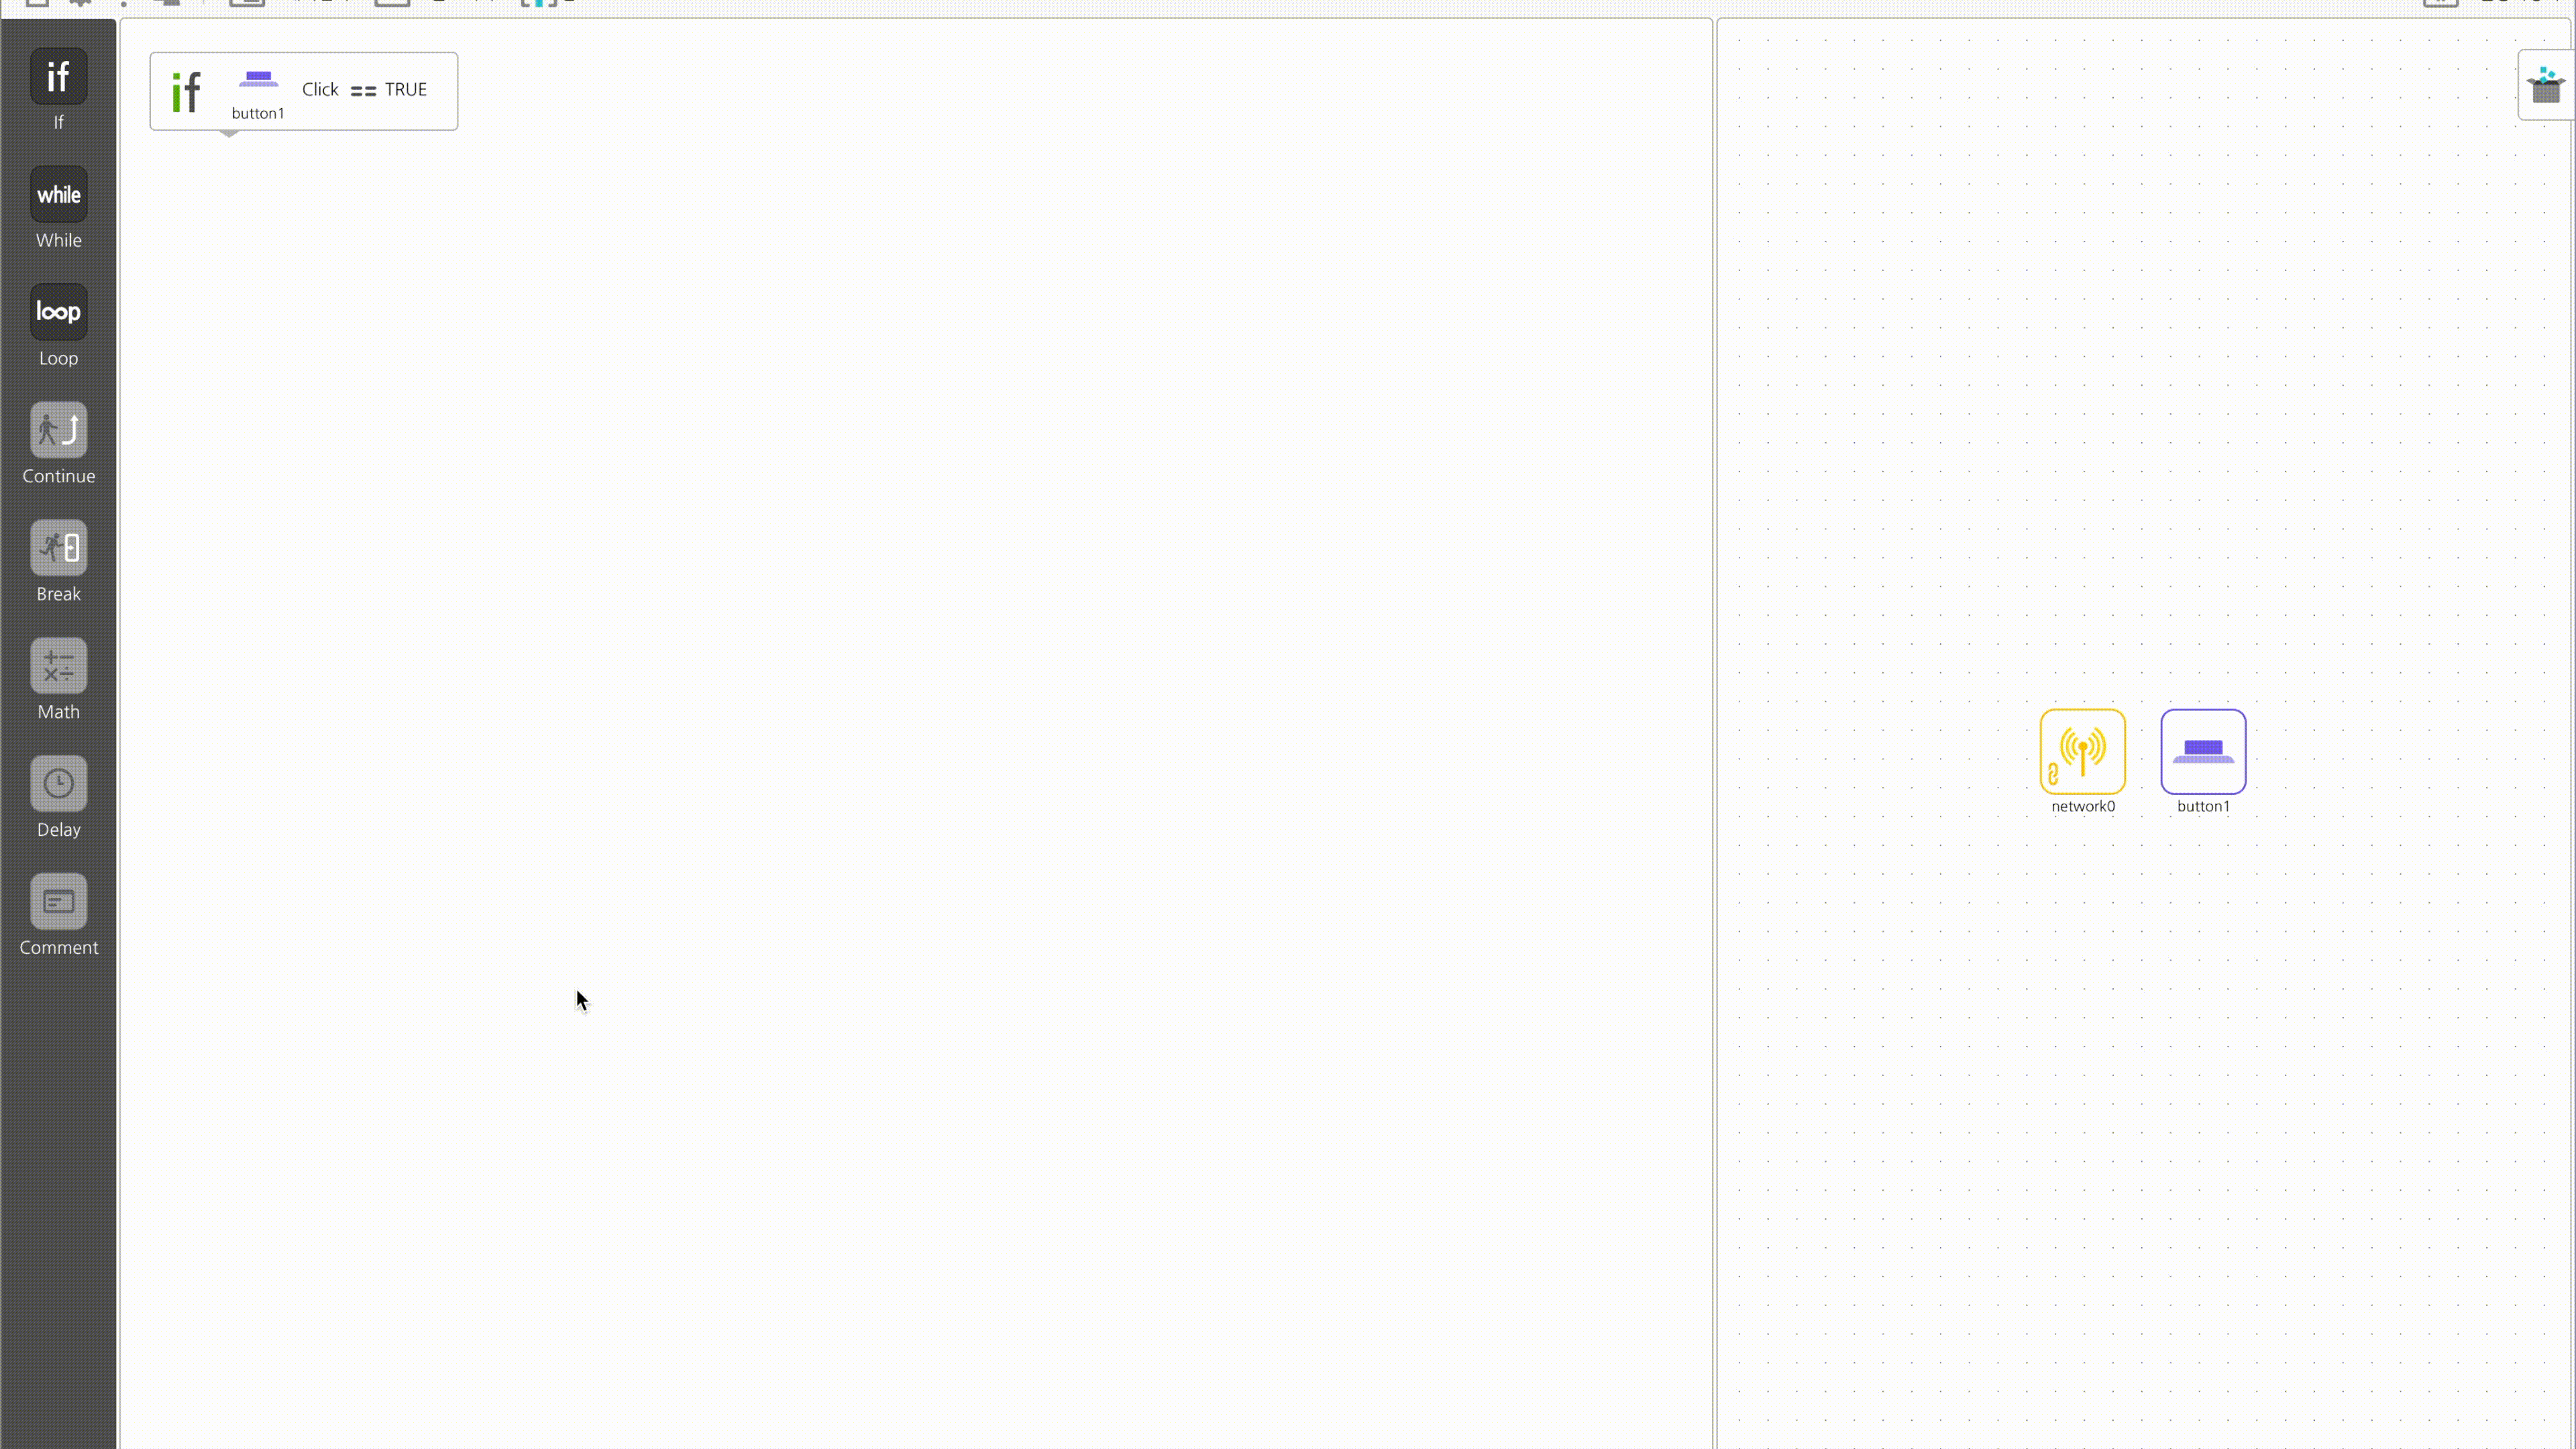 if
If
while
While
loop
Loop
Continue
Break
Math
Delay
Comment
if button1 Click == TRUE
network0
button1